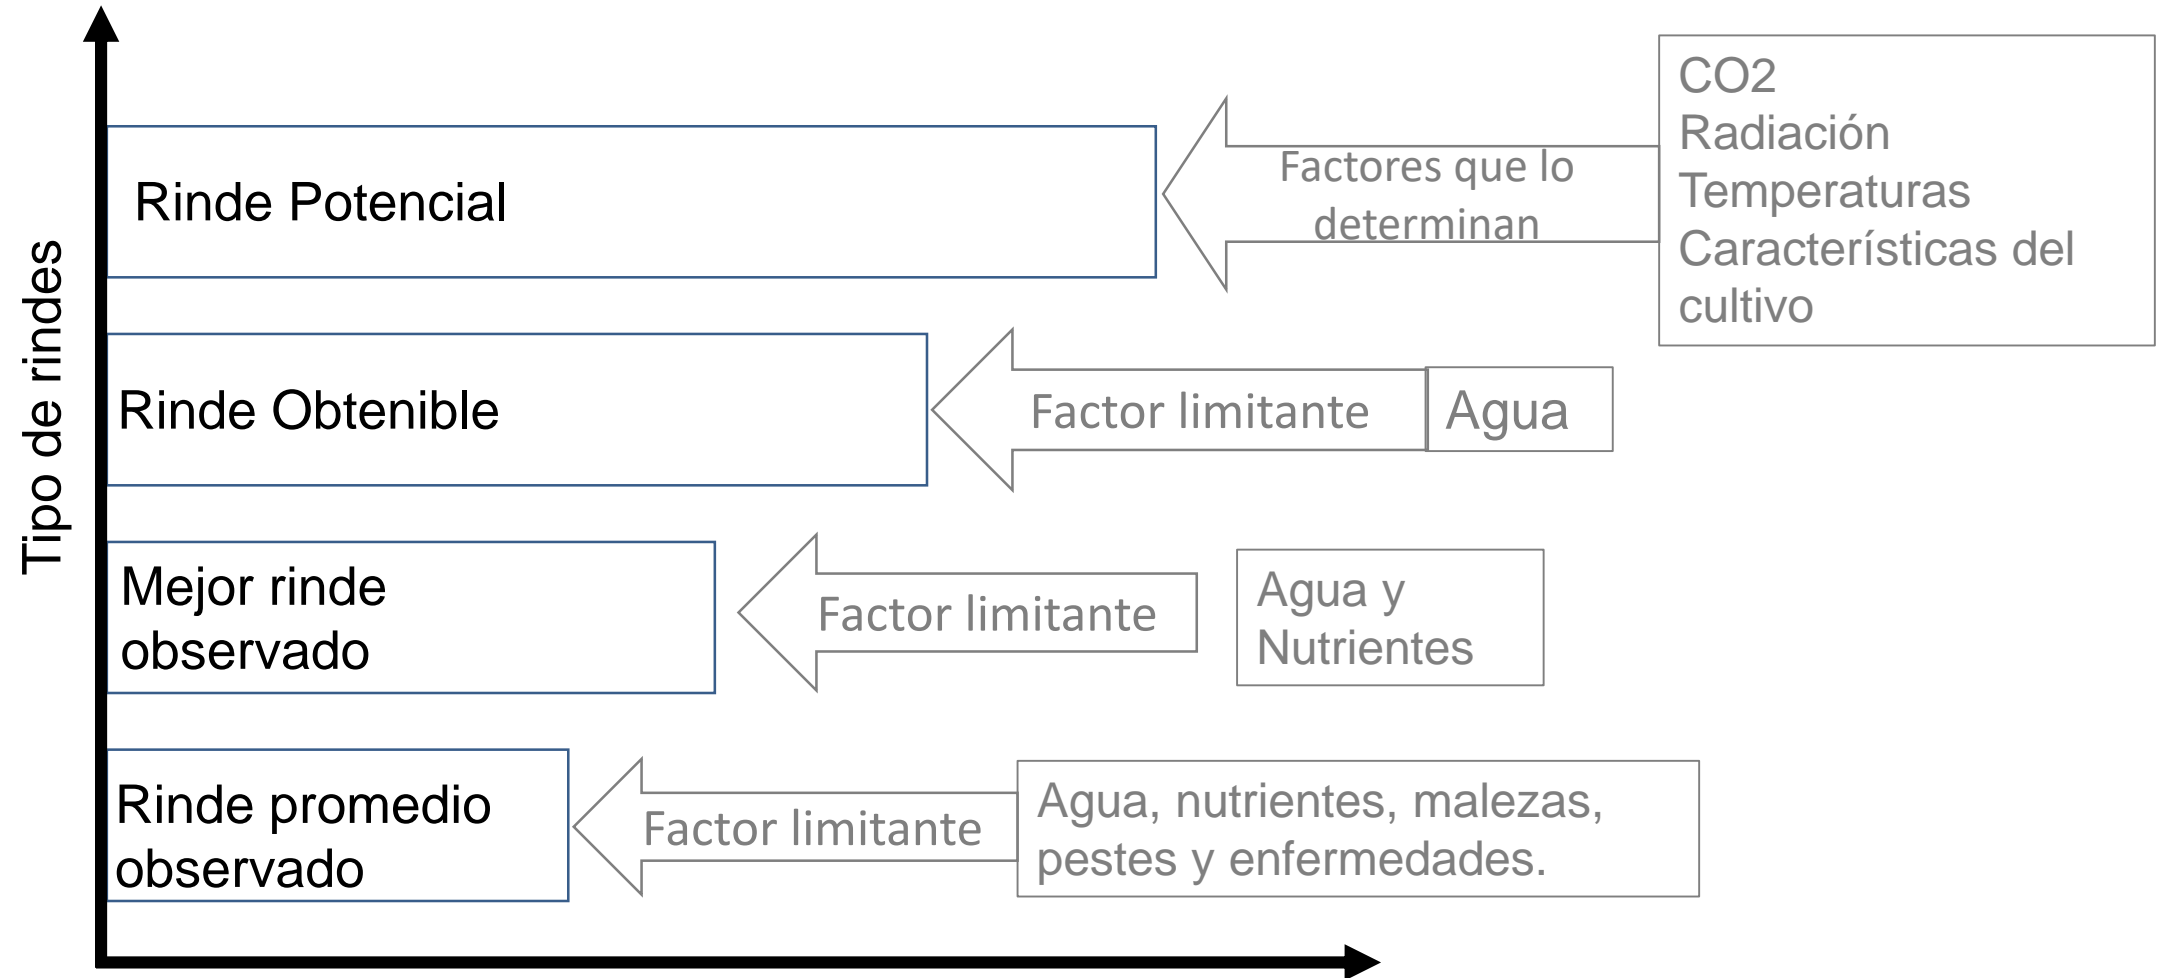 Tipo de rindes
Rinde Potencial
Factores que lo
determinan
CO2
Radiación
Temperaturas
Características del
cultivo
Rinde Obtenible
Factor limitante
Agua
Mejor rinde
observado
Factor limitante
Agua y
Nutrientes
Rinde promedio
observado
Factor limitante
Agua, nutrientes, malezas,
pestes y enfermedades.